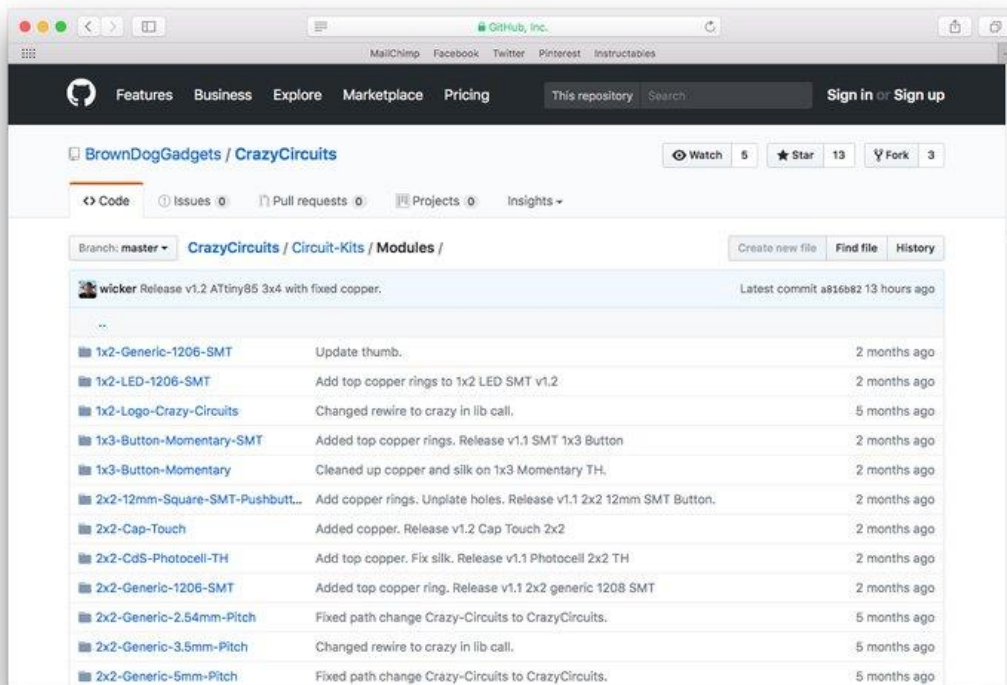 GitHub, Inc.
MailChimp Facebook Twitter Pinterest Instructables
Features Business Explore Marketplace Pricing This repository Search Sign in or Sign up
BrownDogGadgets / CrazyCircuits Watch 5 Star 13 Fork 3
<> Code Issues 0 Pull requests 0 Projects 0 Insights
Branch: master CrazyCircuits / Circuit-Kits / Modules / Create new file Find file History
wicker Release v1.2 ATtiny85 3x4 with fixed copper. Latest commit a816b82 13 hours ago
..
1x2-Generic-1206-SMT Update thumb. 2 months ago
1x2-LED-1206-SMT Add top copper rings to 1x2 LED SMT v1.2 2 months ago
1x2-Logo-Crazy-Circuits Changed rewire to crazy in lib call. 5 months ago
1x3-Button-Momentary-SMT Added top copper rings. Release v1.1 SMT 1x3 Button 2 months ago
1x3-Button-Momentary Cleaned up copper and silk on 1x3 Momentary TH. 2 months ago
2x2-12mm-Square-SMT-Pushbutt... Add copper rings. Unplate holes. Release v1.1 2x2 12mm SMT Button. 2 months ago
2x2-Cap-Touch Added copper. Release v1.2 Cap Touch 2x2 2 months ago
2x2-CdS-Photocell-TH Add top copper. Fix silk. Release v1.1 Photocell 2x2 TH 2 months ago
2x2-Generic-1206-SMT Added top copper ring. Release v1.1 2x2 generic 1208 SMT 2 months ago
2x2-Generic-2.54mm-Pitch Fixed path change Crazy-Circuits to CrazyCircuits. 5 months ago
2x2-Generic-3.5mm-Pitch Changed rewire to crazy in lib call. 5 months ago
2x2-Generic-5mm-Pitch Fixed path change Crazy-Circuits to CrazyCircuits. 5 months ago